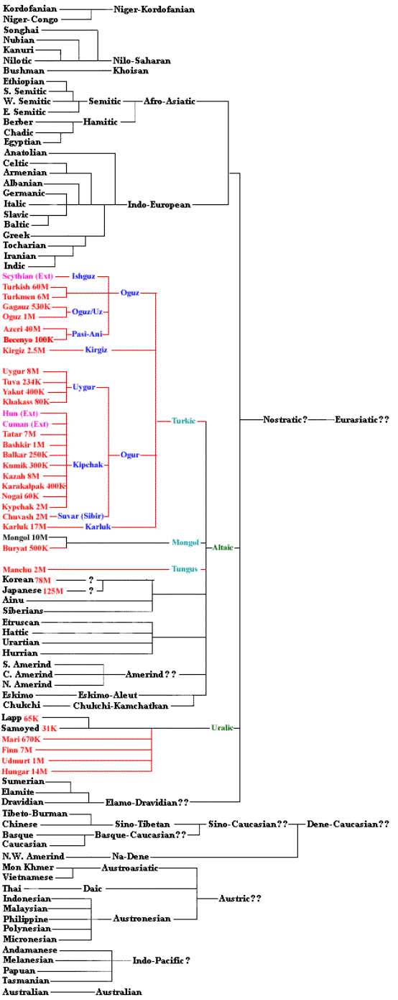 Kordofanian Niger-Kordofanian
Niger-Congo
Songhai
Nubian
Kanuri
Nilotic Nilo-Saharan
Bushman Khoisan
Ethiopian
S. Semitic
W. Semitic Semitic Afro-Asiatic
E. Semitic
Berber Hamitic
Chadic
Egyptian
Anatolian
Celtic
Armenian
Albanian
Germanic
Italic Indo-European
Slavic
Baltic
Greek
Tocharian
Iranian
Indic
Scythian (Ext) Ishguz
Turkish 60M Oguz
Turkmen 6M
Gagauz 530K
Oguz/Uz
Oguz 1M
Azeri 40M
Pasi-Ani
Becenyo 100K
Kirgiz 2.5M Kirgiz
Uygur 8M
Tuva 234K
Uygur
Yakut 400K
Khakass 80K
Hun (Ext)
Nostratic? Eurasiatic??
Cuman (Ext) Turkic
Tatar 7M
Bashkir 1M
Balkar 250K Ogur
Kumik 300K Kipchak
Kazah 8M
Karakalpak 400K
Nogai 60K
Kypchak 2M
Chuvash 2M Suvar (Sibir)
Karluk 17M Karluk
Mongol 10M
Mongol
Buryat 500K Altaic
Manchu 2M Tungus
Korean 78M ?
Japanese 125M ?
Ainu
Siberians
Etruscan
Hattic
Urartian
Hurrian
S. Amerind
C. Amerind Amerind??
N. Amerind
Eskimo Eskimo-Aleut
Chukchi Chukchi-Kamchatkan
Lapp 65K
Samoyed 31K Uralic
Mari 670K
Finn 7M
Udmurt 1M
Hungar 14M
Sumerian
Elamite
Dravidian Elamo-Dravidian??
Tibeto-Burman
Chinese Sino-Tibetan Sino-Caucasian?? Dene-Caucasian??
Basque Basque-Caucasian??
Caucasian
N.W. Amerind Na-Dene
Mon Khmer Austroasiatic
Vietnamese
Thai Daic
Indonesian Austric??
Malaysian
Philippine Austronesian
Polynesian
Micronesian
Andamanese
Melanesian Indo-Pacific?
Papuan
Tasmanian
Australian Australian